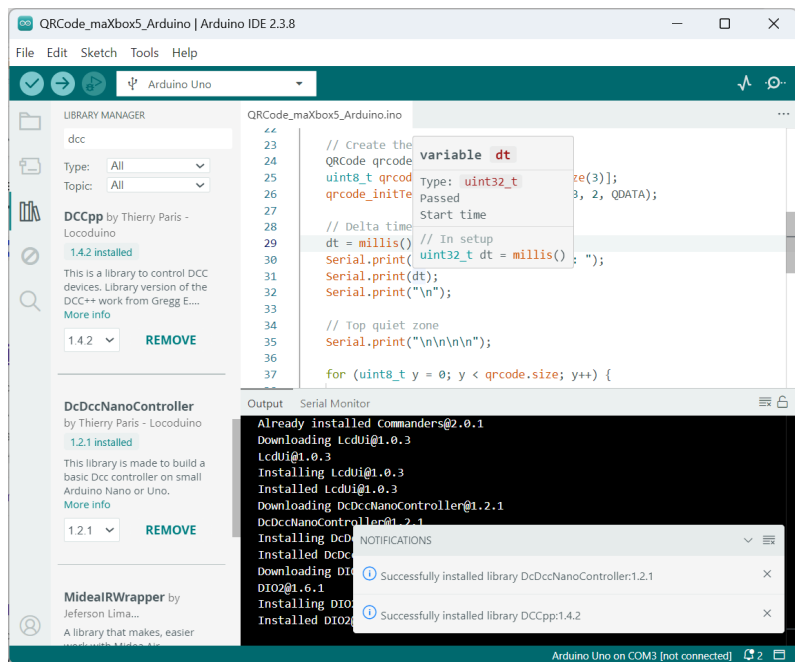 QRCode_maXbox5_Arduino | Arduino IDE 2.3.8
File Edit Sketch Tools Help
Arduino Uno
LIBRARY MANAGER
dcc
Type: All
Topic: All
DCCpp by Thierry Paris -
Locoduino
1.4.2 installed
This is a library to control DCC
devices. Library version of the
DCC++ work from Gregg E....
More info
1.4.2 REMOVE
DcDccNanoController
by Thierry Paris - Locoduino
1.2.1 installed
This library is made to build a
basic Dcc controller on small
Arduino Nano or Uno.
More info
1.2.1 REMOVE
MideaIRWrapper by
Jeferson Lima...
A library that makes, easier
work with Midea Air
QRCode_maXbox5_Arduino.ino
22
23 // Create the
24 QRCode qrcode
25 uint8_t qrcod ze(3)];
26 qrcode_initTe 3, 2, QDATA);
27
28 // Delta time
29 dt = millis()
30 Serial.print( : ");
31 Serial.print(dt);
32 Serial.print("\n");
33
34 // Top quiet zone
35 Serial.print("\n\n\n\n");
36
37 for (uint8_t y = 0; y < qrcode.size; y++) {
variable dt
Type: uint32_t
Passed
Start time
// In setup
uint32_t dt = millis()
Output Serial Monitor
Already installed Commanders@2.0.1
Downloading LcdUi@1.0.3
LcdUi@1.0.3
Installing LcdUi@1.0.3
Installed LcdUi@1.0.3
Downloading DcDccNanoController@1.2.1
DcDccNanoController@1.2.1
Installing DcD
Installed DcDc
Downloading DI
DIO2@1.6.1
Installing DIO
Installed DIO2@
NOTIFICATIONS
Successfully installed library DcDccNanoController:1.2.1
Successfully installed library DCCpp:1.4.2
Arduino Uno on COM3 [not connected] 2